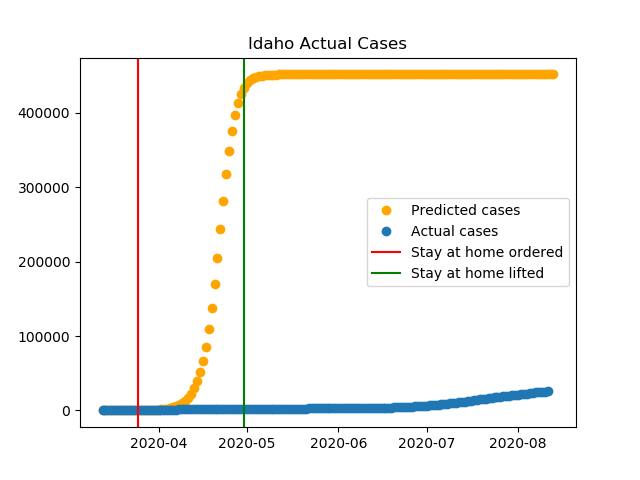 Idaho Actual Cases
400000
300000
200000
100000
0
Predicted cases
Actual cases
Stay at home ordered
Stay at home lifted
2020-04 2020-05 2020-06 2020-07 2020-08